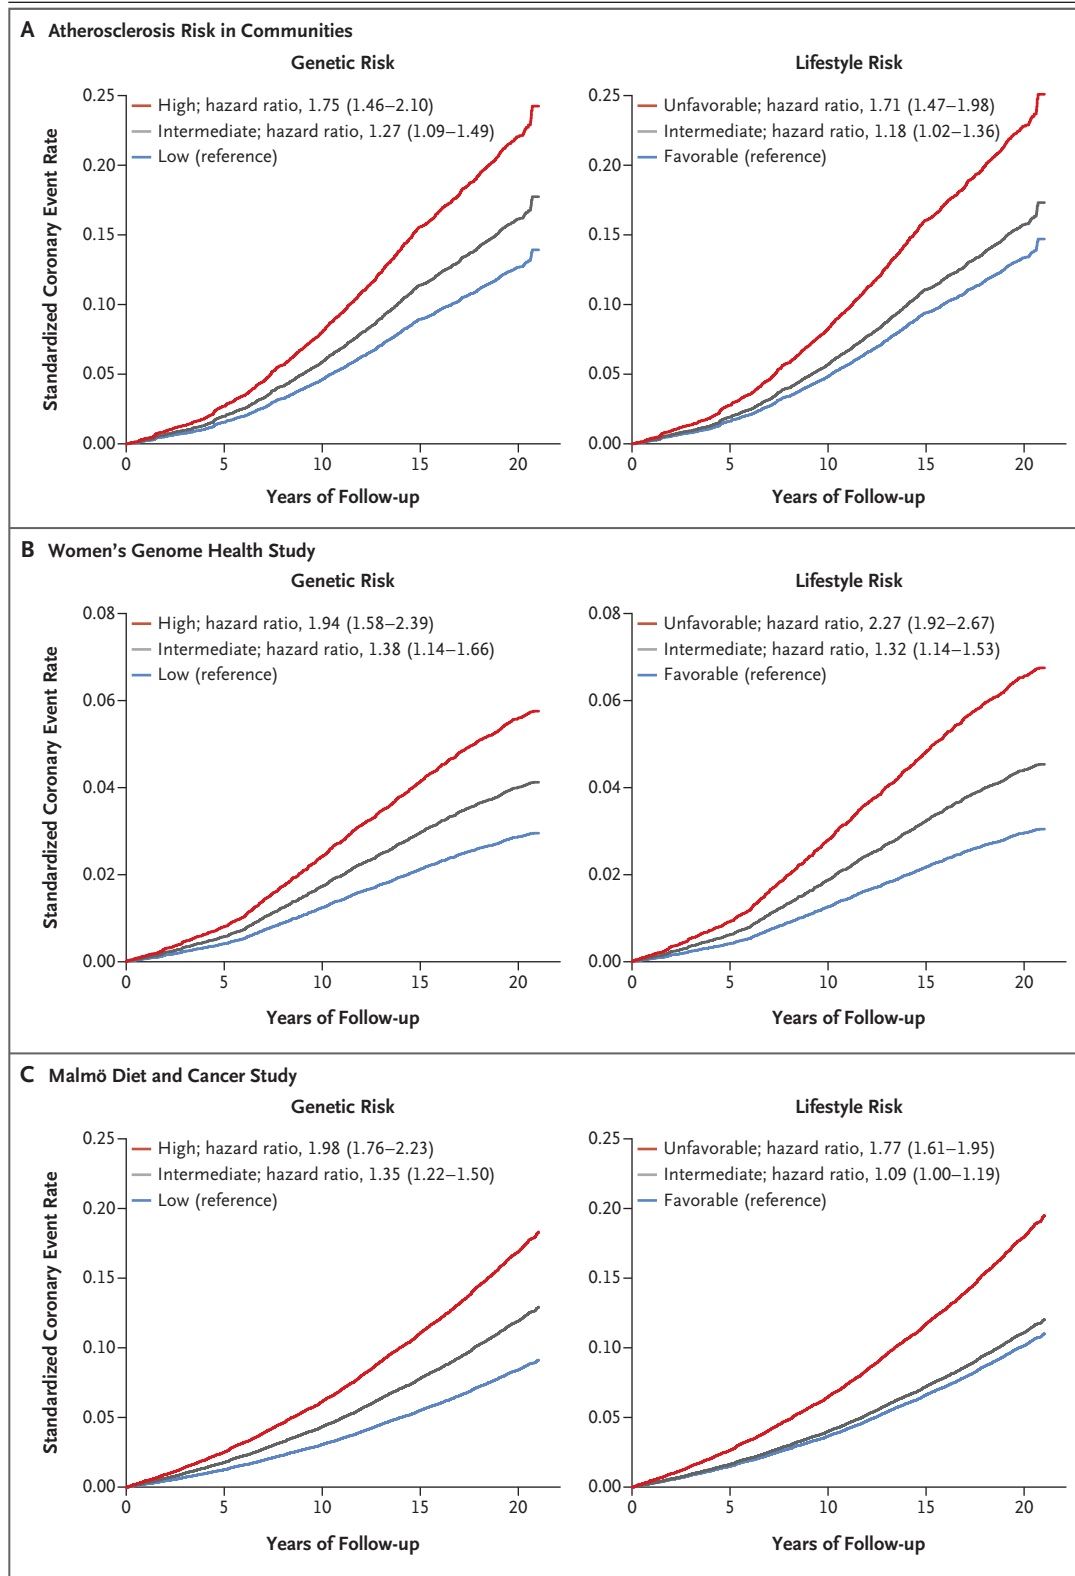 A Atherosclerosis Risk in Communities
Genetic Risk
High; hazard ratio, 1.75 (1.46–2.10)
Intermediate; hazard ratio, 1.27 (1.09–1.49)
Low (reference)
Standardized Coronary Event Rate
0.25
0.20
0.15
0.10
0.05
0.00
0 5 10 15 20
Years of Follow-up
Lifestyle Risk
Unfavorable; hazard ratio, 1.71 (1.47–1.98)
Intermediate; hazard ratio, 1.18 (1.02–1.36)
Favorable (reference)
0.25
0.20
0.15
0.10
0.05
0.00
0 5 10 15 20
Years of Follow-up
B Women's Genome Health Study
Genetic Risk
High; hazard ratio, 1.94 (1.58–2.39)
Intermediate; hazard ratio, 1.38 (1.14–1.66)
Low (reference)
Standardized Coronary Event Rate
0.08
0.06
0.04
0.02
0.00
0 5 10 15 20
Years of Follow-up
Lifestyle Risk
Unfavorable; hazard ratio, 2.27 (1.92–2.67)
Intermediate; hazard ratio, 1.32 (1.14–1.53)
Favorable (reference)
0.08
0.06
0.04
0.02
0.00
0 5 10 15 20
Years of Follow-up
C Malmö Diet and Cancer Study
Genetic Risk
High; hazard ratio, 1.98 (1.76–2.23)
Intermediate; hazard ratio, 1.35 (1.22–1.50)
Low (reference)
Standardized Coronary Event Rate
0.25
0.20
0.15
0.10
0.05
0.00
0 5 10 15 20
Years of Follow-up
Lifestyle Risk
Unfavorable; hazard ratio, 1.77 (1.61–1.95)
Intermediate; hazard ratio, 1.09 (1.00–1.19)
Favorable (reference)
0.25
0.20
0.15
0.10
0.05
0.00
0 5 10 15 20
Years of Follow-up